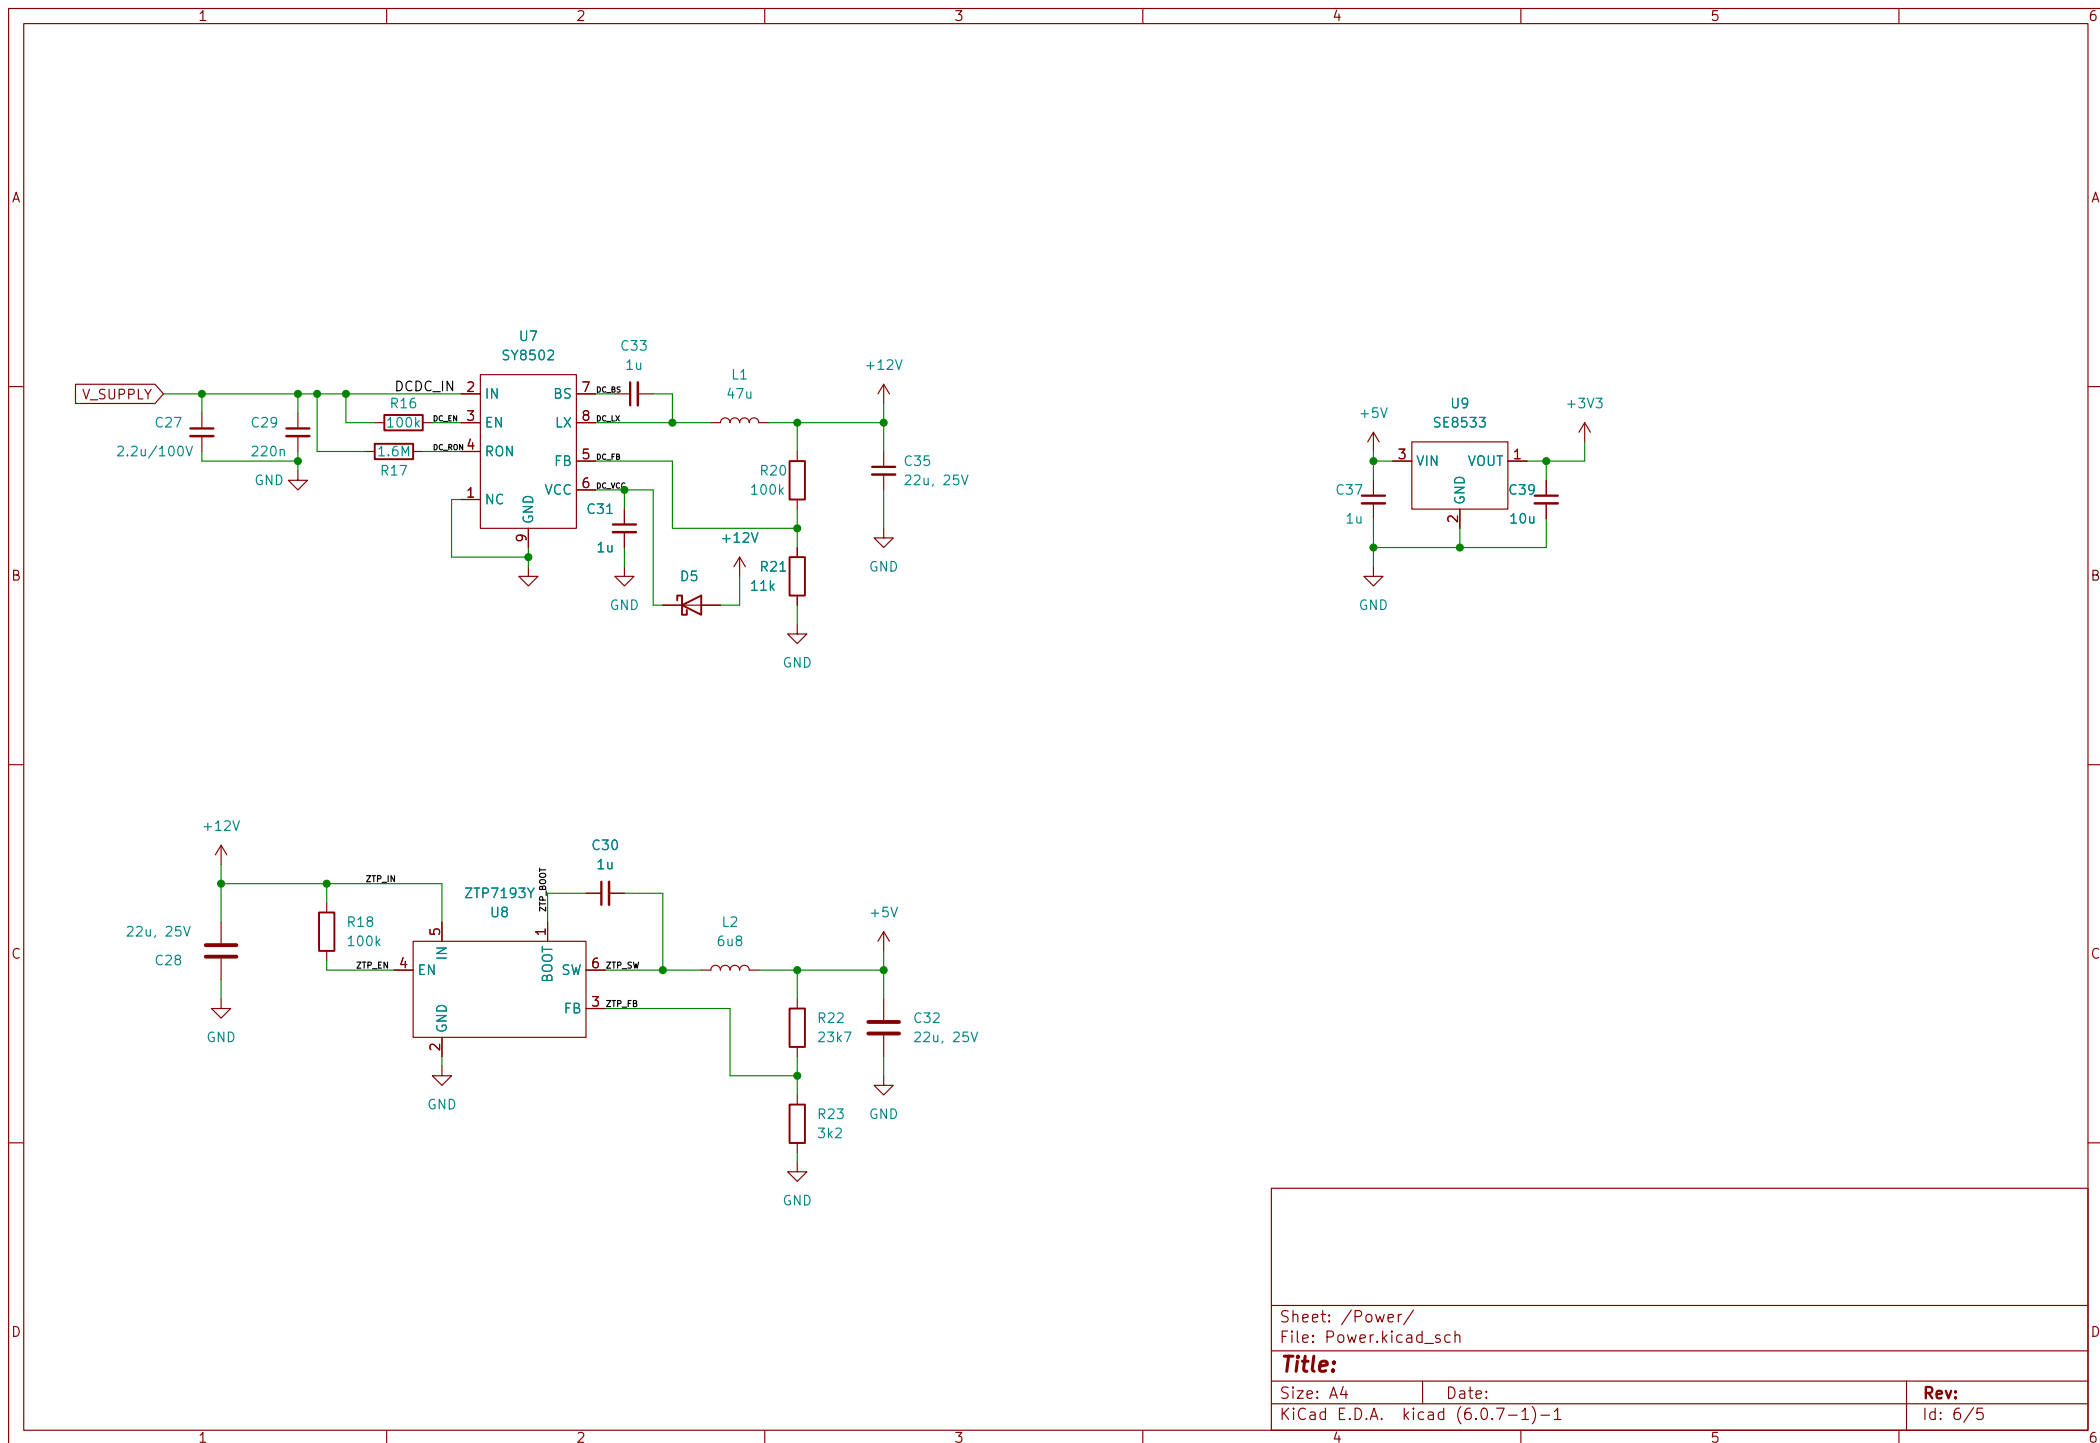 1 2 3 4 5 6
A A
B B
C C
D D
1 2 3 4 5 6
U7
SY8502
V_SUPPLY
DCDC_IN
C27
2.2u/100V
C29
220n
GND
R16
100k
DC_EN
1.6M
R17
DC_RON
2 IN
3 EN
4 RON
1 NC
GND
9
BS 7
LX 8
FB 5
VCC 6
DC_BS
DC_LX
DC_FB
DC_VCC
C33
1u
L1
47u
+12V
C31
1u
GND
D5
+12V
R20
100k
R21
11k
GND
C35
22u, 25V
GND
U9
SE8533
+5V
+3V3
3 VIN
VOUT 1
GND
2
C37
1u
C39
10u
GND
+12V
ZTP_IN
22u, 25V
C28
GND
R18
100k
ZTP_EN
ZTP7193Y
U8
5 IN
1 BOOT
4 EN
SW 6
FB 3
GND
2
GND
ZTP_BOOT
C30
1u
ZTP_SW
ZTP_FB
L2
6u8
+5V
R22
23k7
R23
3k2
GND
C32
22u, 25V
GND
Sheet: /Power/
File: Power.kicad_sch
Title:
Size: A4 Date: Rev:
KiCad E.D.A. kicad (6.0.7-1)-1 Id: 6/5